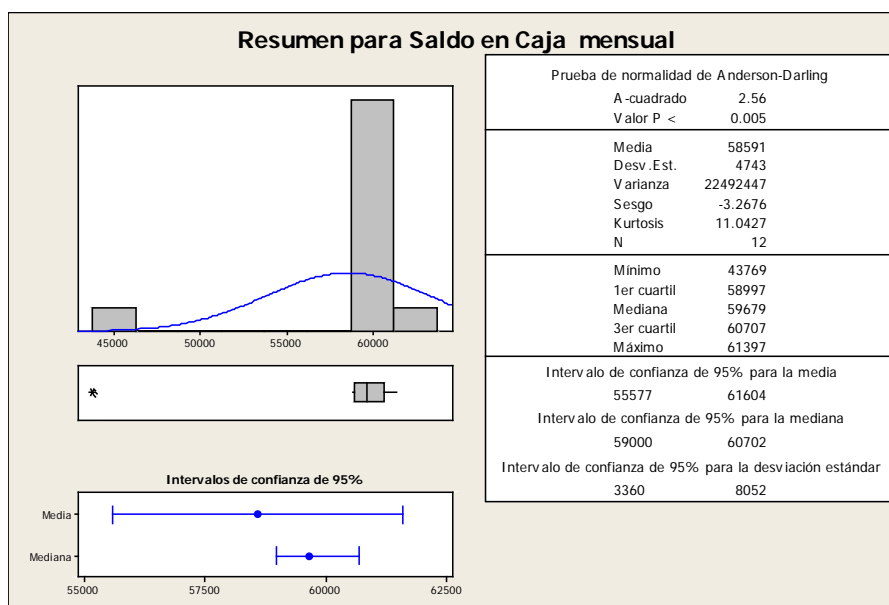 Resumen para Saldo en Caja mensual
45000 50000 55000 60000
Intervalos de confianza de 95%
Media
Mediana
55000 57500 60000 62500
Prueba de normalidad de Anderson-Darling
A-cuadrado 2.56
Valor P < 0.005
Media 58591
Desv.Est. 4743
Varianza 22492447
Sesgo -3.2676
Kurtosis 11.0427
N 12
Mínimo 43769
1er cuartil 58997
Mediana 59679
3er cuartil 60707
Máximo 61397
Intervalo de confianza de 95% para la media
55577 61604
Intervalo de confianza de 95% para la mediana
59000 60702
Intervalo de confianza de 95% para la desviación estándar
3360 8052